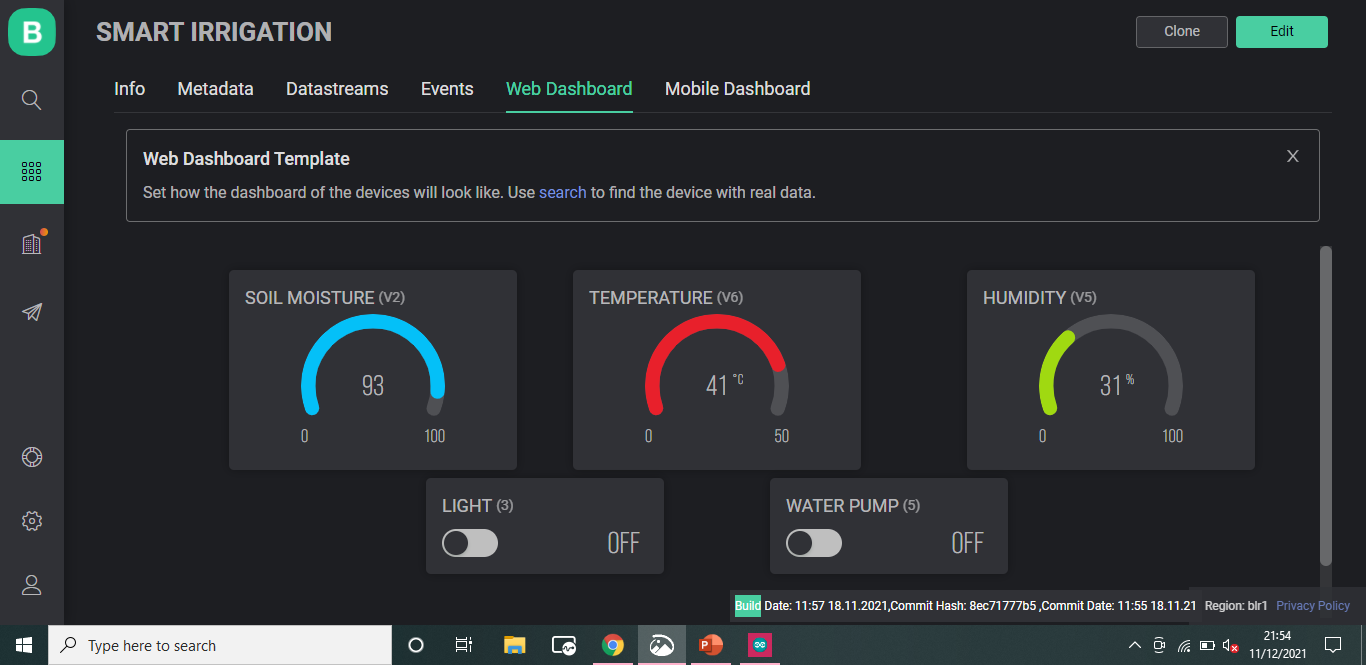 B
SMART IRRIGATION
Clone
Edit
Info
Metadata
Datastreams
Events
Web Dashboard
Mobile Dashboard
Web Dashboard Template
X
Set how the dashboard of the devices will look like. Use search to find the device with real data.
SOIL MOISTURE (V2)
93
0
100
TEMPERATURE (V6)
41 °C
0
50
HUMIDITY (V5)
31 %
0
100
LIGHT (3)
OFF
WATER PUMP (5)
OFF
Build Date: 11:57 18.11.2021,Commit Hash: 8ec71777b5 ,Commit Date: 11:55 18.11.21
Region: blr1
Privacy Policy
Type here to search
P
21:54
11/12/2021